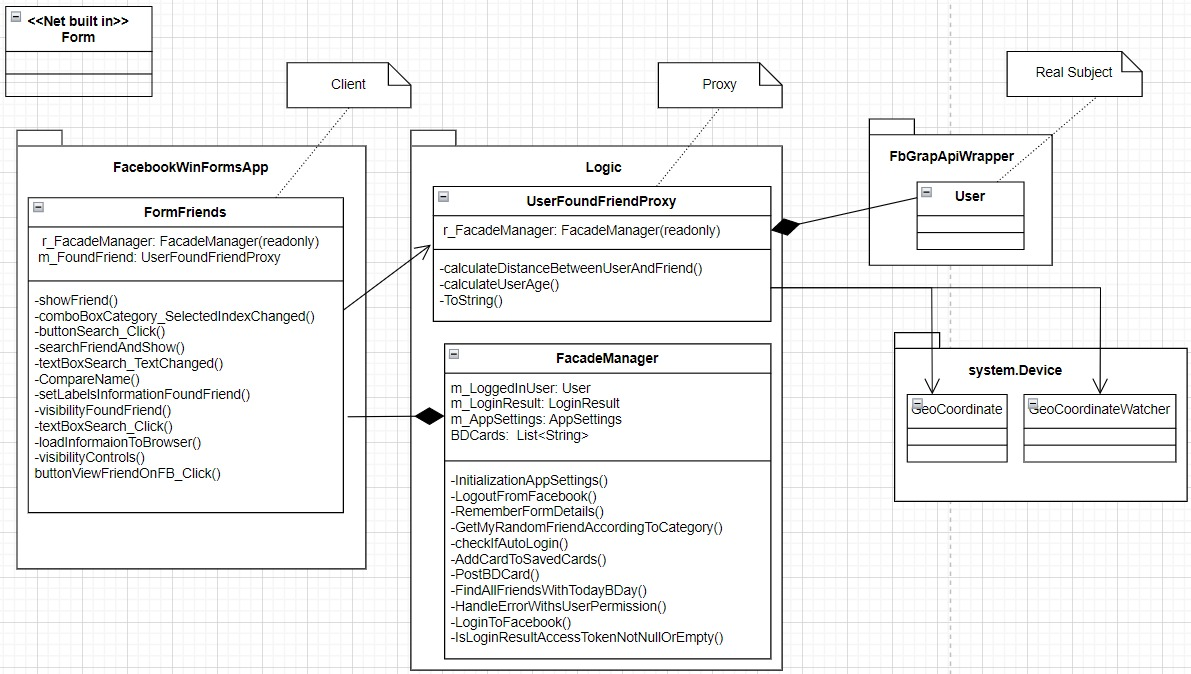 <<Net built in>>
Form
Client
Proxy
Real Subject
FacebookWinFormsApp
FormFriends
r_FacadeManager: FacadeManager(readonly)
m_FoundFriend: UserFoundFriendProxy
-showFriend()
-comboBoxCategory_SelectedIndexChanged()
-buttonSearch_Click()
-searchFriendAndShow()
-textBoxSearch_TextChanged()
-CompareName()
-setLabelsInformationFoundFriend()
-visibilityFoundFriend()
-textBoxSearch_Click()
-loadInformaionToBrowser()
-visibilityControls()
buttonViewFriendOnFB_Click()
Logic
UserFoundFriendProxy
r_FacadeManager: FacadeManager(readonly)
-calculateDistanceBetweenUserAndFriend()
-calculateUserAge()
-ToString()
FacadeManager
m_LoggedInUser: User
m_LoginResult: LoginResult
m_AppSettings: AppSettings
BDCards:  List<String>
-InitializationAppSettings()
-LogoutFromFacebook()
-RememberFormDetails()
-GetMyRandomFriendAccordingToCategory()
-checkIfAutoLogin()
-AddCardToSavedCards()
-PostBDCard()
-FindAllFriendsWithTodayBDay()
-HandleErrorWithsUserPermission()
-LoginToFacebook()
-IsLoginResultAccessTokenNotNullOrEmpty()
FbGrapApiWrapper
User
system.Device
GeoCoordinate
GeoCoordinateWatcher